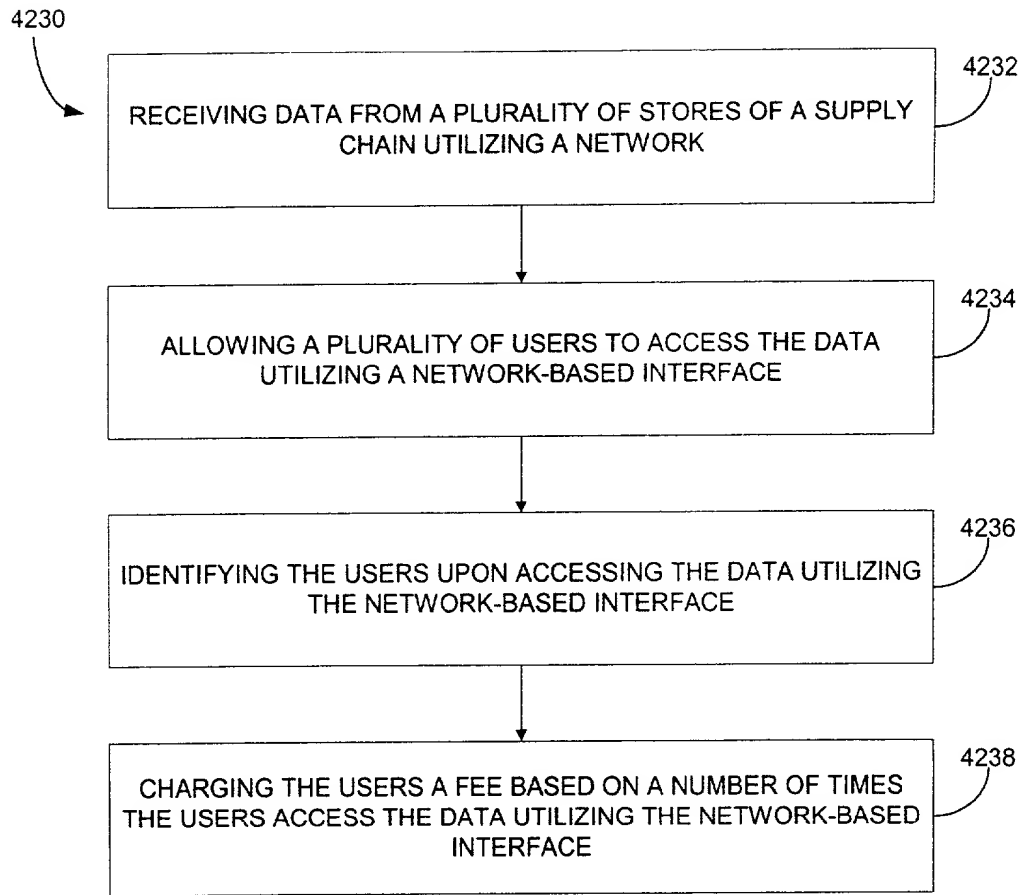 4230
4232
RECEIVING DATA FROM A PLURALITY OF STORES OF A SUPPLY
CHAIN UTILIZING A NETWORK
4234
ALLOWING A PLURALITY OF USERS TO ACCESS THE DATA
UTILIZING A NETWORK-BASED INTERFACE
4236
IDENTIFYING THE USERS UPON ACCESSING THE DATA UTILIZING
THE NETWORK-BASED INTERFACE
4238
CHARGING THE USERS A FEE BASED ON A NUMBER OF TIMES
THE USERS ACCESS THE DATA UTILIZING THE NETWORK-BASED
INTERFACE